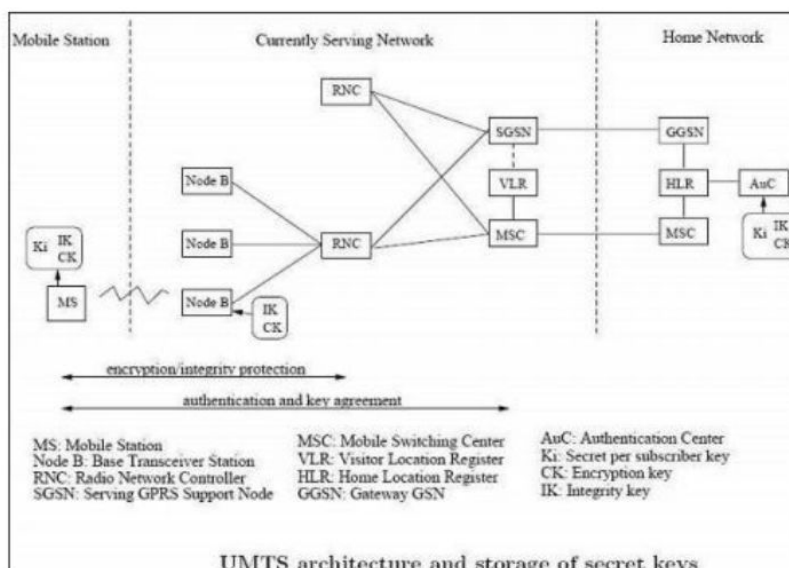 Mobile Station
Currently Serving Network
Home Network
RNC
SGSN
GGSN
Node B
VLR
HLR
AuC
Node B
RNC
MSC
MSC
Ki IK
CK
Ki IK
CK
MS
Node B
IK
CK
encryption/integrity protection
authentication and key agreement
MS: Mobile Station
Node B: Base Transceiver Station
RNC: Radio Network Controller
SGSN: Serving GPRS Support Node
MSC: Mobile Switching Center
VLR: Visitor Location Register
HLR: Home Location Register
GGSN: Gateway GSN
AuC: Authentication Center
Ki: Secret per subscriber key
CK: Encryption key
IK: Integrity key
UMTS architecture and storage of secret keys